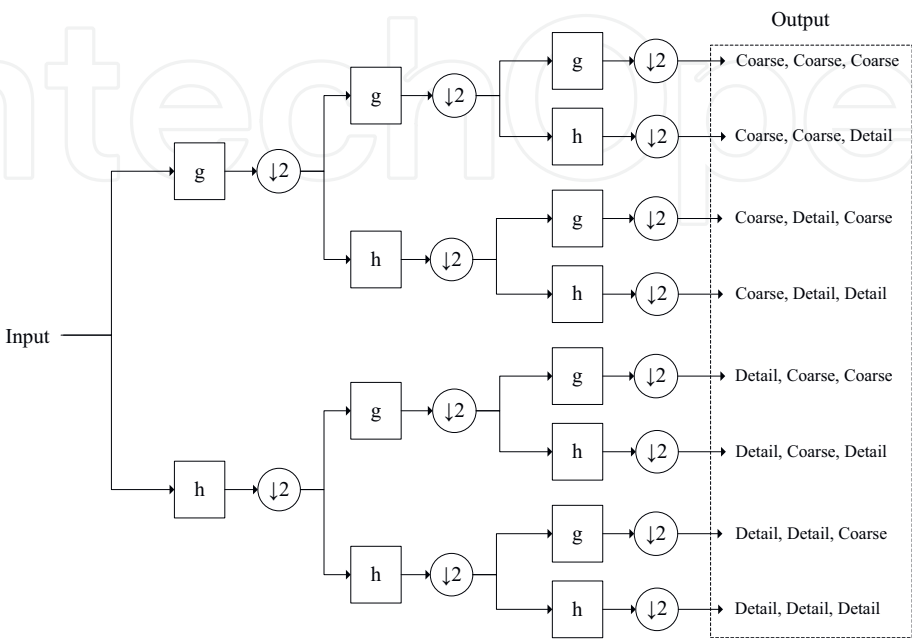 Output
g
↓2
Coarse, Coarse, Coarse
g
↓2
h
↓2
Coarse, Coarse, Detail
g
↓2
g
↓2
Coarse, Detail, Coarse
h
↓2
h
↓2
Coarse, Detail, Detail
Input
g
↓2
Detail, Coarse, Coarse
g
↓2
h
↓2
Detail, Coarse, Detail
h
↓2
g
↓2
Detail, Detail, Coarse
h
↓2
h
↓2
Detail, Detail, Detail